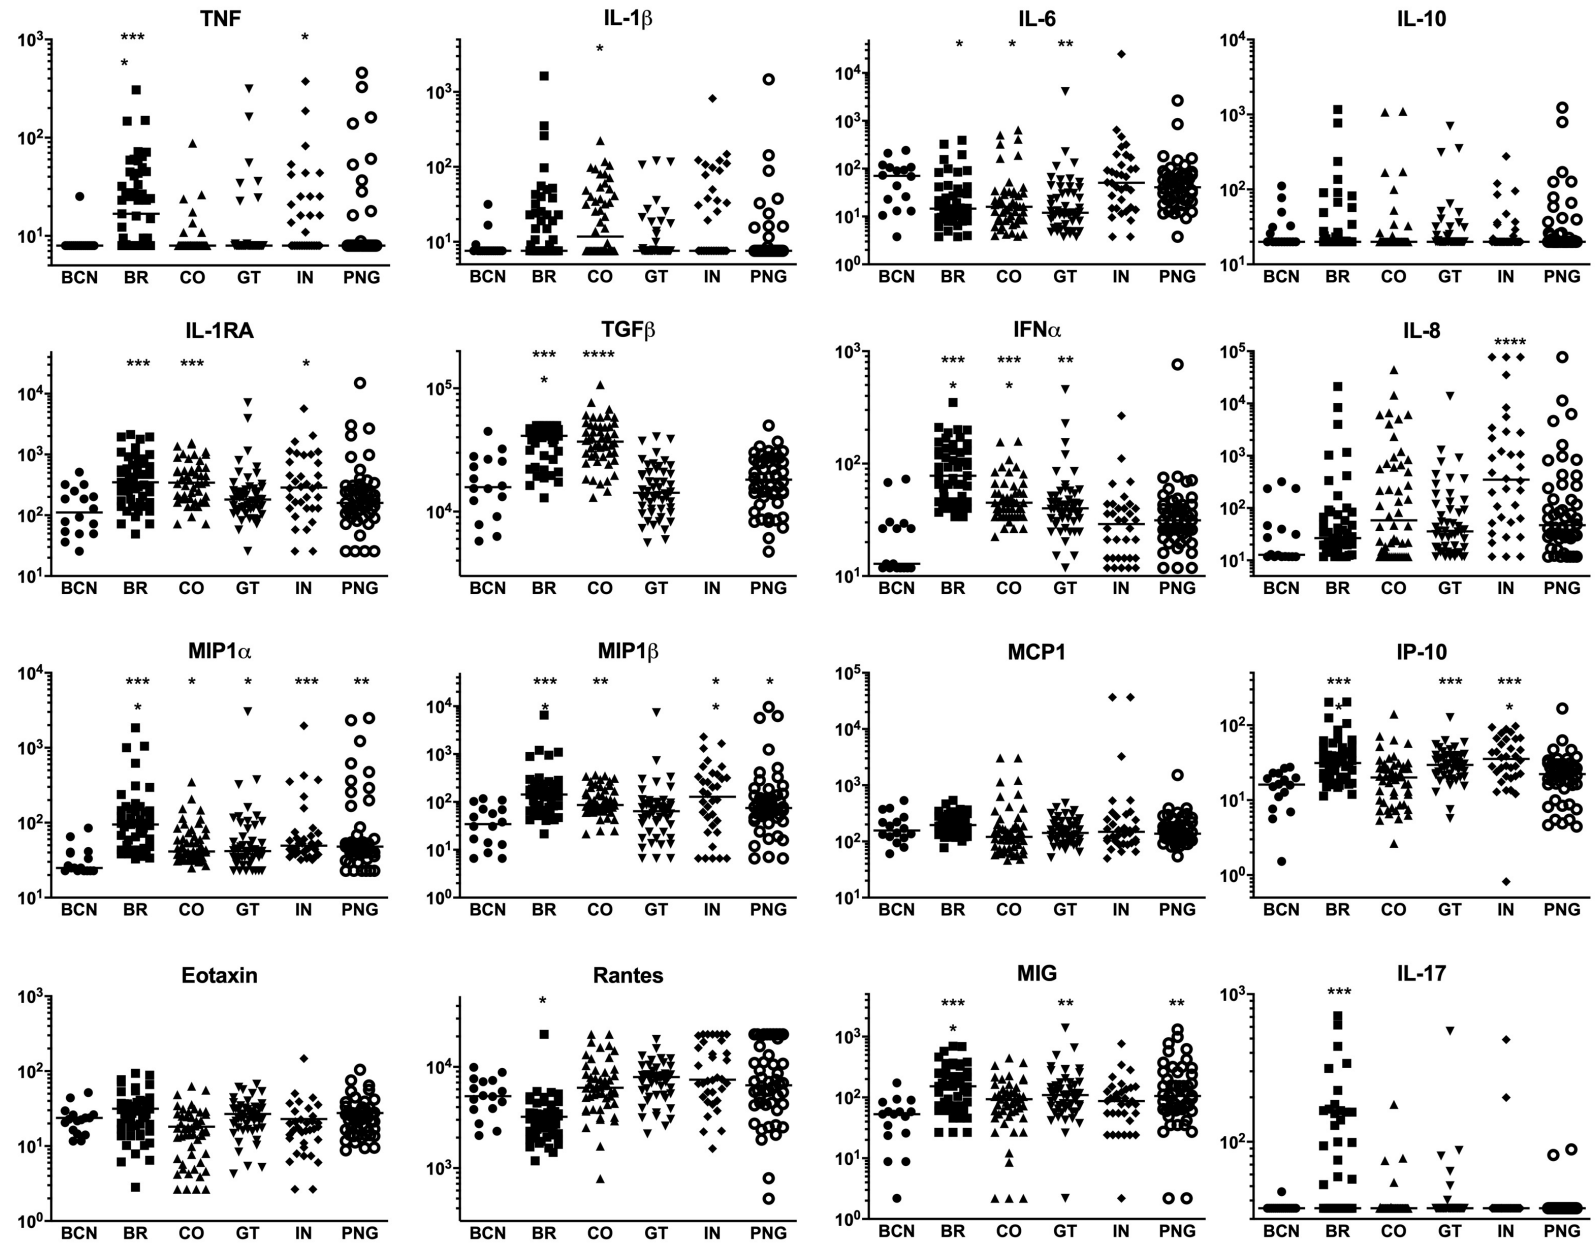 TNF IL-1β IL-6 IL-10
*** * * * * **
*
10³ 10³ 10⁴ 10⁴
10² 10² 10³ 10³
10¹ 10¹ 10² 10²
10¹
10⁰ 10¹
BCN BR CO GT IN PNG BCN BR CO GT IN PNG BCN BR CO GT IN PNG BCN BR CO GT IN PNG
IL-1RA TGFβ IFNα IL-8
*** *** * *** **** *** *** ** ****
* * *
10⁴ 10⁵ 10³ 10⁵
10³ 10⁴ 10² 10⁴
10² 10³
10¹ 10¹ 10²
10¹
BCN BR CO GT IN PNG BCN BR CO GT IN PNG BCN BR CO GT IN PNG BCN BR CO GT IN PNG
MIP1α MIP1β MCP1 IP-10
*** * * *** ** *** ** * * *** *** ***
* * * * *
10⁴ 10⁴ 10⁵ 10²
10³ 10³ 10⁴ 10¹
10² 10² 10³ 10⁰
10¹ 10¹ 10²
10⁰ 10¹
BCN BR CO GT IN PNG BCN BR CO GT IN PNG BCN BR CO GT IN PNG BCN BR CO GT IN PNG
Eotaxin Rantes MIG IL-17
* *** ** ** ***
*
10³ 10⁴ 10³ 10³
10² 10³ 10² 10²
10¹ 10¹
10⁰ 10⁰
BCN BR CO GT IN PNG BCN BR CO GT IN PNG BCN BR CO GT IN PNG BCN BR CO GT IN PNG